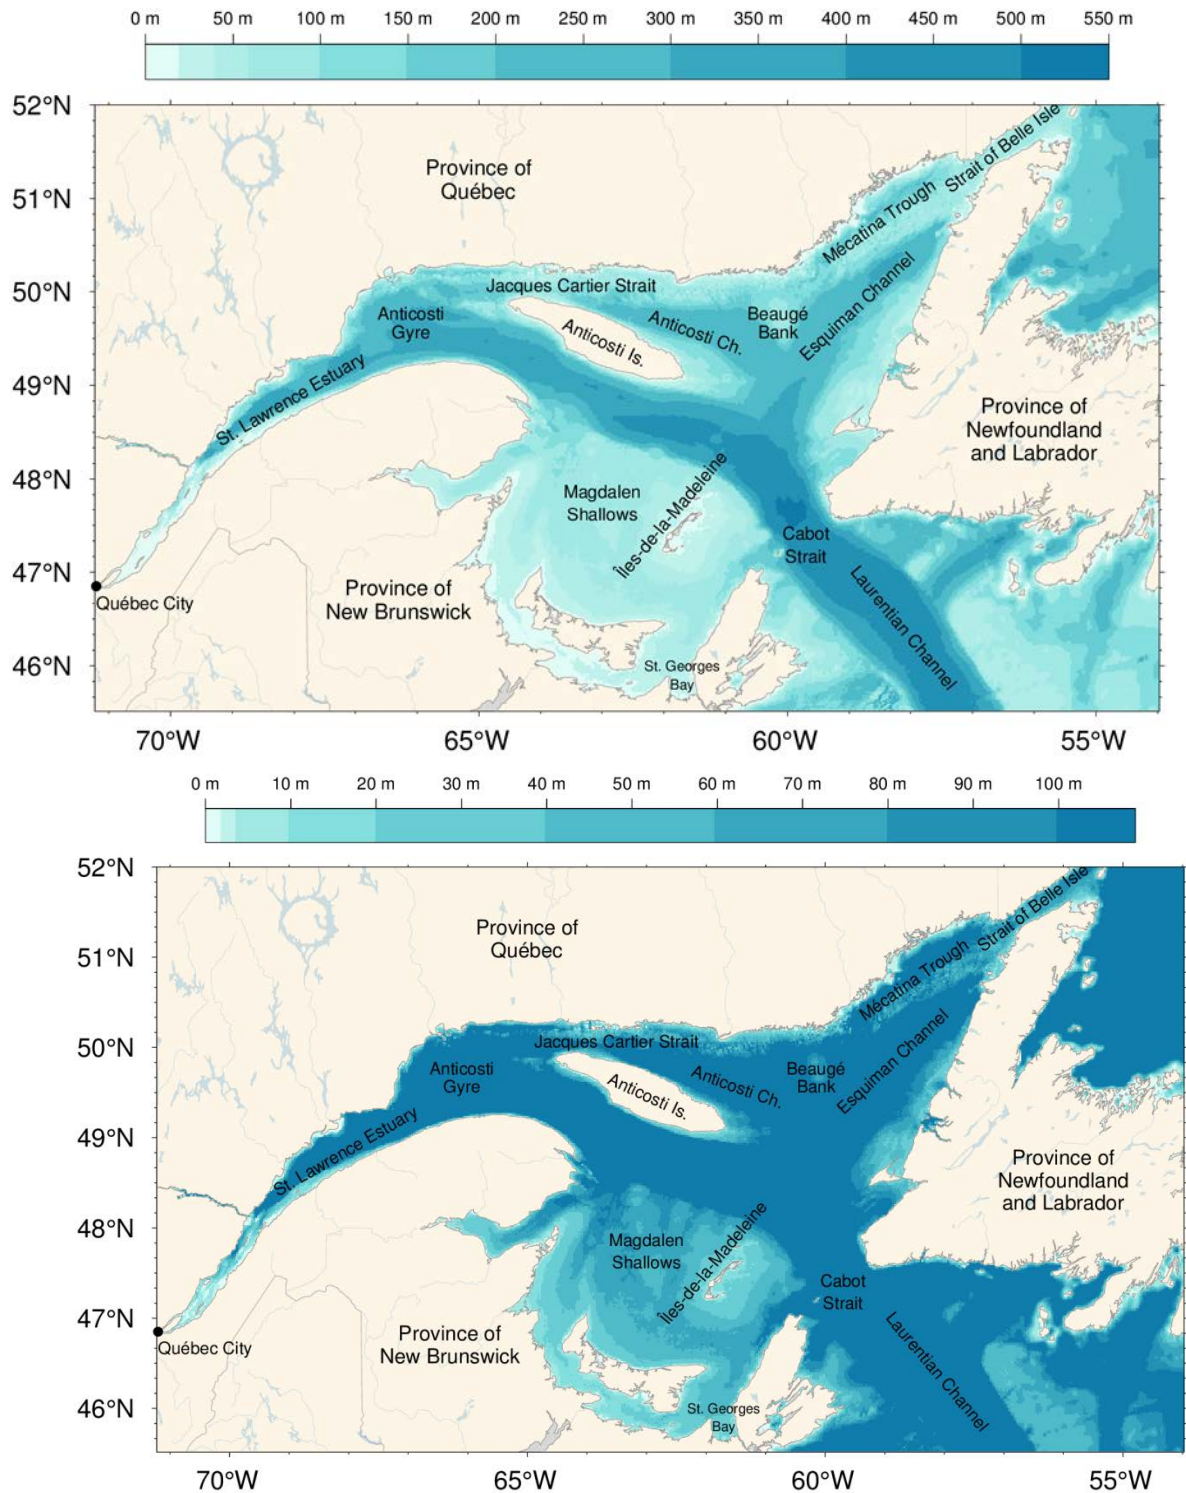 0 m 50 m 100 m 150 m 200 m 250 m 300 m 350 m 400 m 450 m 500 m 550 m
52°N
Strait of Belle Isle
Province of
Québec
51°N
Mécatina Trough
50°N
Jacques Cartier Strait
Esquiman Channel
Anticosti
Gyre
Anticosti Is.
Anticosti Ch.
Beaugé
Bank
49°N
St. Lawrence Estuary
Province of
Newfoundland
and Labrador
48°N
Magdalen
Shallows
Îles-de-la-Madeleine
Cabot
Strait
47°N
Québec City
Province of
New Brunswick
Laurentian Channel
46°N
St. Georges
Bay
70°W 65°W 60°W 55°W
0 m 10 m 20 m 30 m 40 m 50 m 60 m 70 m 80 m 90 m 100 m
52°N
Strait of Belle Isle
Province of
Québec
51°N
Mécatina Trough
50°N
Jacques Cartier Strait
Esquiman Channel
Anticosti
Gyre
Anticosti Is.
Anticosti Ch.
Beaugé
Bank
49°N
St. Lawrence Estuary
Province of
Newfoundland
and Labrador
48°N
Magdalen
Shallows
Îles-de-la-Madeleine
Cabot
Strait
47°N
Québec City
Province of
New Brunswick
Laurentian Channel
46°N
St. Georges
Bay
70°W 65°W 60°W 55°W